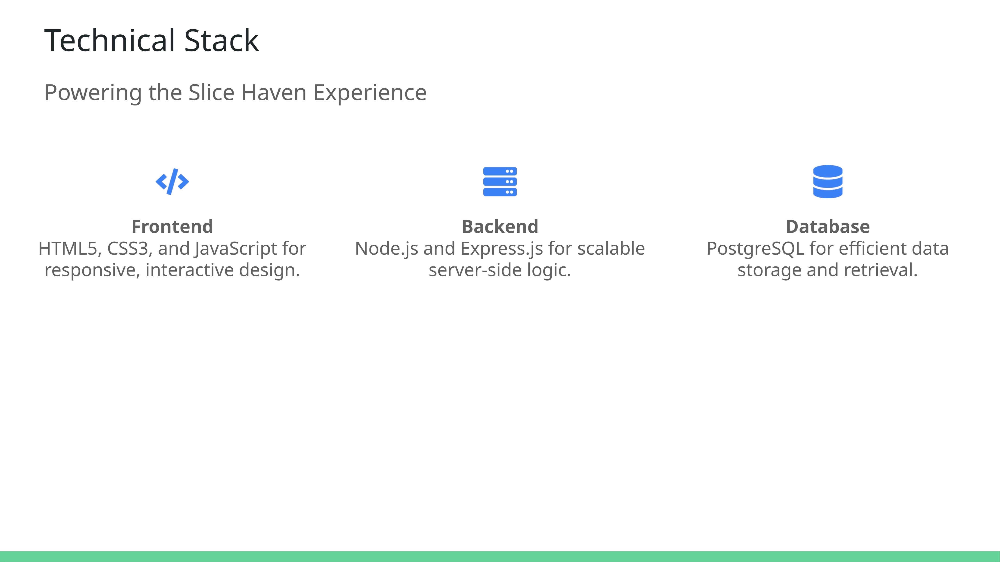 Technical Stack
Powering the Slice Haven Experience
Frontend
HTML5, CSS3, and JavaScript for
responsive, interactive design.
Backend
Node.js and Express.js for scalable
server-side logic.
Database
PostgreSQL for efficient data
storage and retrieval.